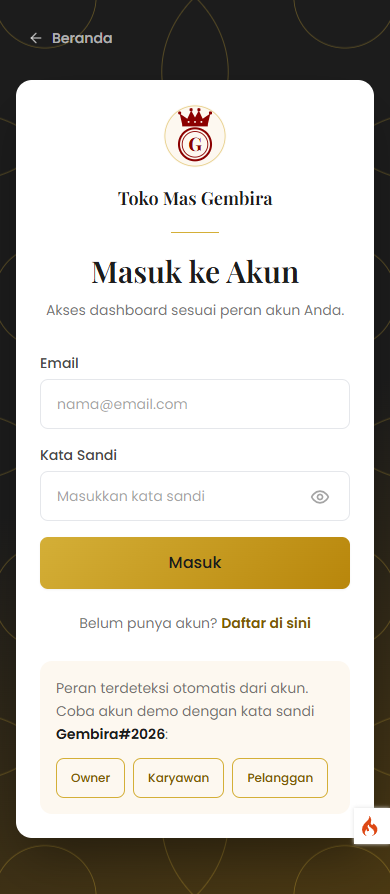 Beranda
G
Toko Mas Gembira
Masuk ke Akun
Akses dashboard sesuai peran akun Anda.
Email
nama@email.com
Kata Sandi
Masukkan kata sandi
Masuk
Belum punya akun? Daftar di sini
Peran terdeteksi otomatis dari akun.
Coba akun demo dengan kata sandi
Gembira#2026:
Owner Karyawan Pelanggan